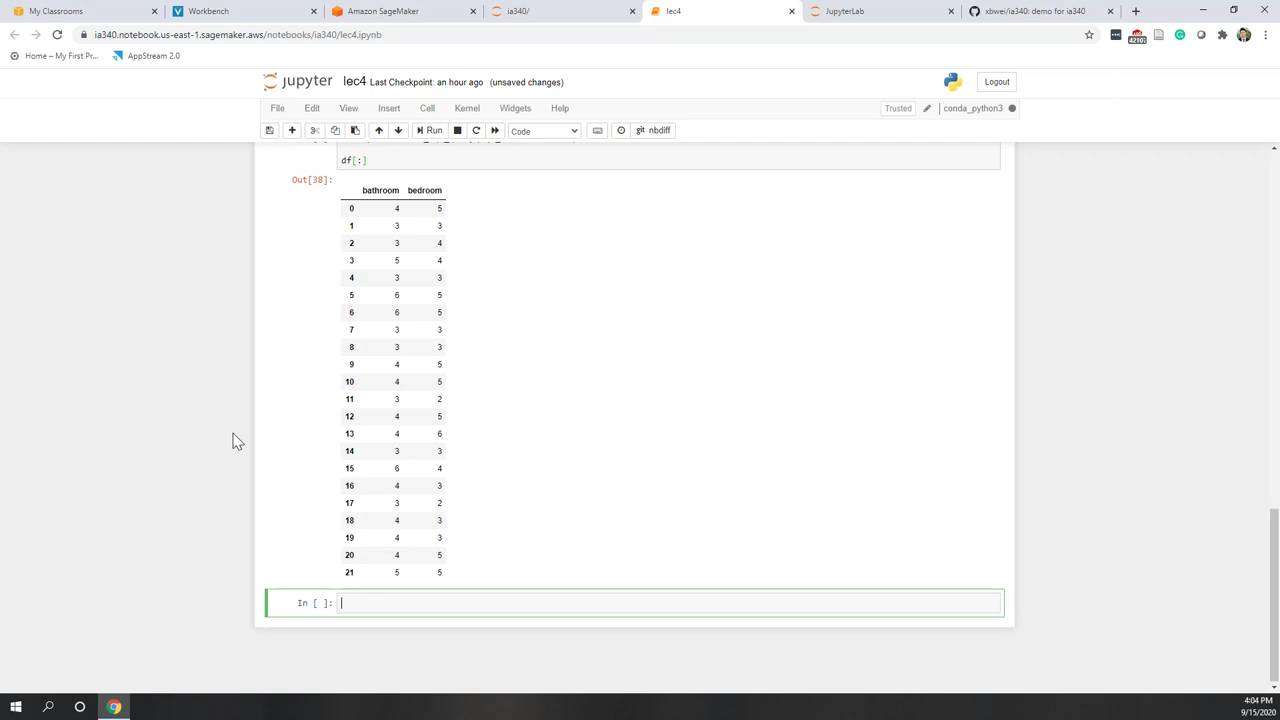 My Classrooms
Workbench
Amazon SageMaker
ia340/
lec4
JupyterLab
xbwei/ia340: demo for ia340
ia340.notebook.us-east-1.sagemaker.aws/notebooks/ia340/lec4.ipynb
Home – My First Pr...
AppStream 2.0
jupyter lec4 Last Checkpoint: an hour ago (unsaved changes)
Logout
File Edit View Insert Cell Kernel Widgets Help
Trusted
conda_python3
Run
Code
git nbdiff
df[:]
Out[38]:
bathroom bedroom
0 4 5
1 3 3
2 3 4
3 5 4
4 3 3
5 6 5
6 6 5
7 3 3
8 3 3
9 4 5
10 4 5
11 3 2
12 4 5
13 4 6
14 3 3
15 6 4
16 4 3
17 3 2
18 4 3
19 4 3
20 4 5
21 5 5
In [ ]:
4:04 PM
9/15/2020